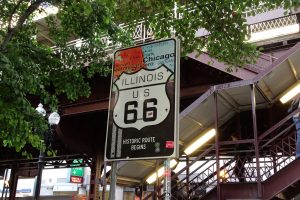 Chicago
ILLINOIS
US
66
HISTORIC ROUTE
BEGINS